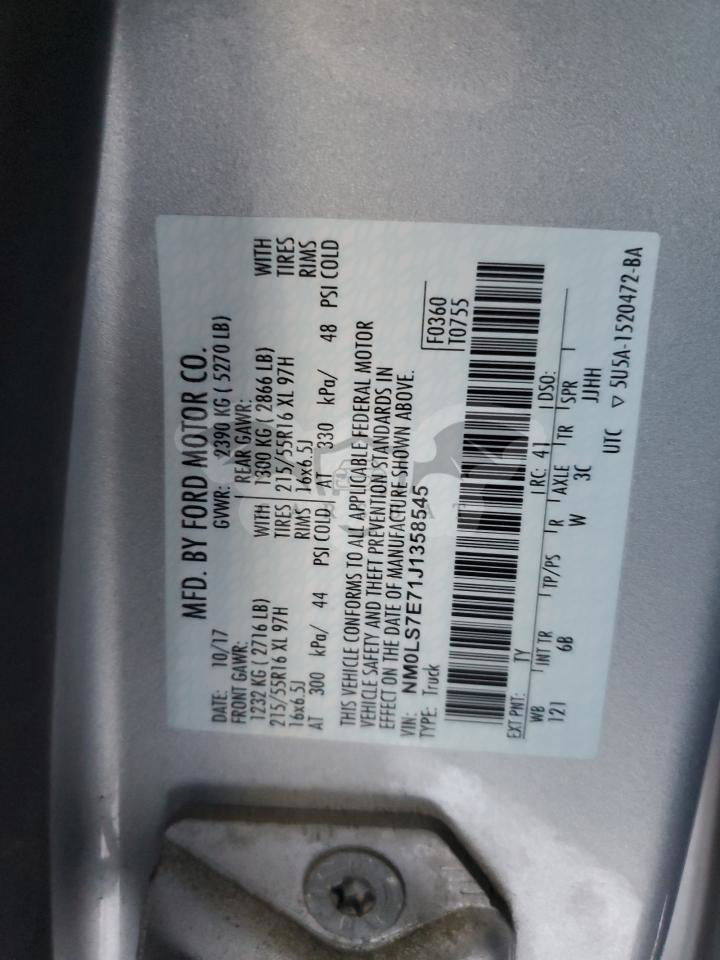 MFD. BY FORD MOTOR CO.
DATE: 10/17 GVWR: 2390 KG ( 5270 LB)
FRONT GAWR: REAR GAWR:
1232 KG ( 2716 LB) WITH 1300 KG ( 2866 LB) WITH
215/55R16 XL 97H TIRES 215/55R16 XL 97H TIRES
16x6.5J RIMS 16x6.5J RIMS
AT 300 kPa/ 44 PSI COLD AT 330 kPa/ 48 PSI COLD
THIS VEHICLE CONFORMS TO ALL APPLICABLE FEDERAL MOTOR
VEHICLE SAFETY AND THEFT PREVENTION STANDARDS IN
EFFECT ON THE DATE OF MANUFACTURE SHOWN ABOVE.
VIN: NM0LS7E71J1358545 F0360
TYPE: Truck T0755
EXT PNT: TY RC: 41 DSO:
WB INT TR TP/PS R AXLE TR SPR
121 6B W 3C JJHH
UTC ▽ 5U5A-1520472-BA